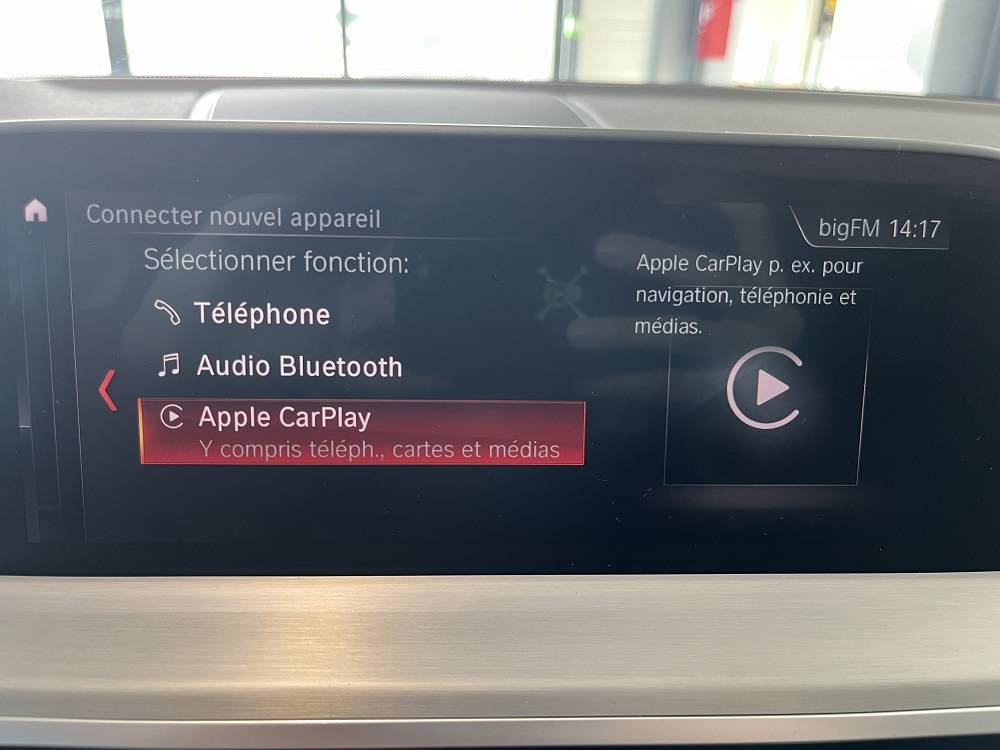 Connecter nouvel appareil
bigFM 14:17
Sélectionner fonction:
Téléphone
Audio Bluetooth
Apple CarPlay
Y compris téléph., cartes et médias
Apple CarPlay p. ex. pour
navigation, téléphonie et
médias.